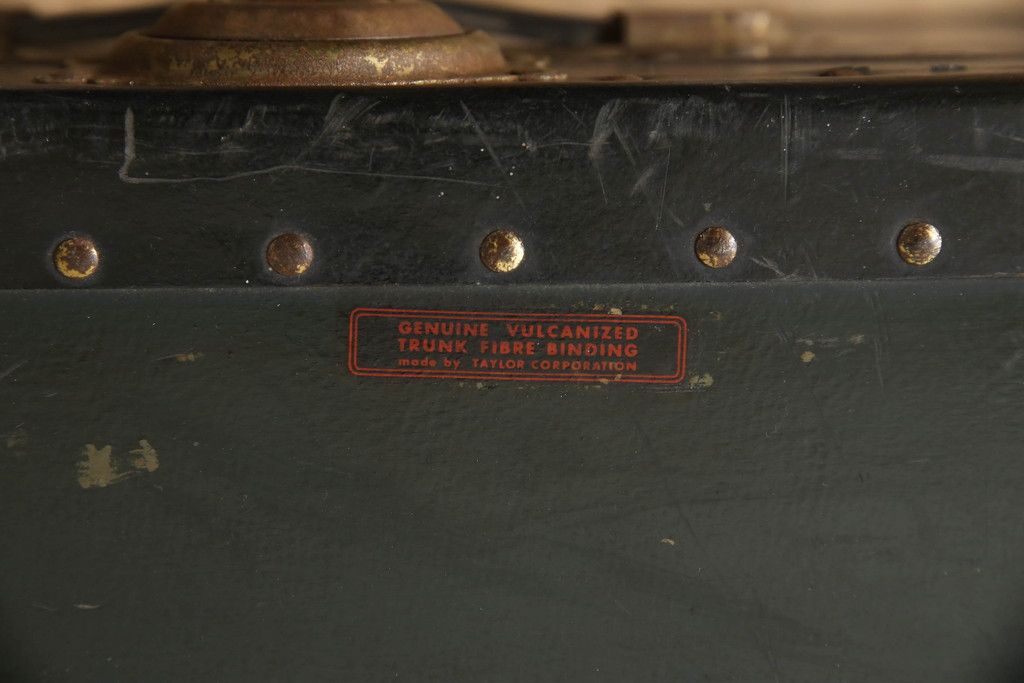 GENUINE VULCANIZED
TRUNK FIBRE BINDING
made by TAYLOR CORPORATION